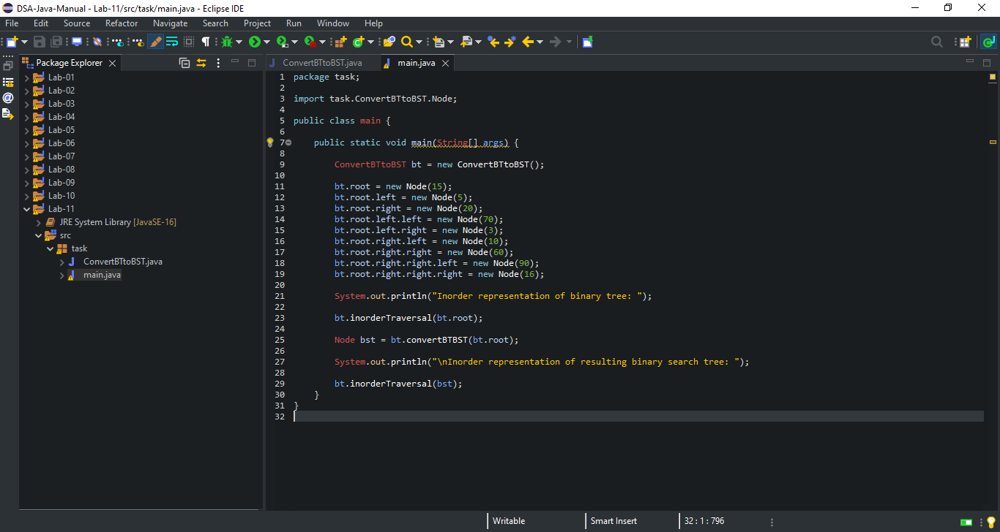 DSA-Java-Manual - Lab-11/src/task/main.java - Eclipse IDE
File Edit Source Refactor Navigate Search Project Run Window Help
Package Explorer
Lab-01
Lab-02
Lab-03
Lab-04
Lab-05
Lab-06
Lab-07
Lab-08
Lab-09
Lab-10
Lab-11
JRE System Library [JavaSE-16]
src
task
ConvertBTtoBST.java
main.java
ConvertBTtoBST.java main.java
1 package task;
2
3 import task.ConvertBTtoBST.Node;
4
5 public class main {
6
7 public static void main(String[] args) {
8
9 ConvertBTtoBST bt = new ConvertBTtoBST();
10
11 bt.root = new Node(15);
12 bt.root.left = new Node(5);
13 bt.root.right = new Node(20);
14 bt.root.left.left = new Node(70);
15 bt.root.left.right = new Node(3);
16 bt.root.right.left = new Node(10);
17 bt.root.right.right = new Node(60);
18 bt.root.right.right.left = new Node(90);
19 bt.root.right.right.right = new Node(16);
20
21 System.out.println("Inorder representation of binary tree: ");
22
23 bt.inorderTraversal(bt.root);
24
25 Node bst = bt.convertBTBST(bt.root);
26
27 System.out.println("\nInorder representation of resulting binary search tree: ");
28
29 bt.inorderTraversal(bst);
30 }
31 }
32
Writable Smart Insert 32 : 1 : 796